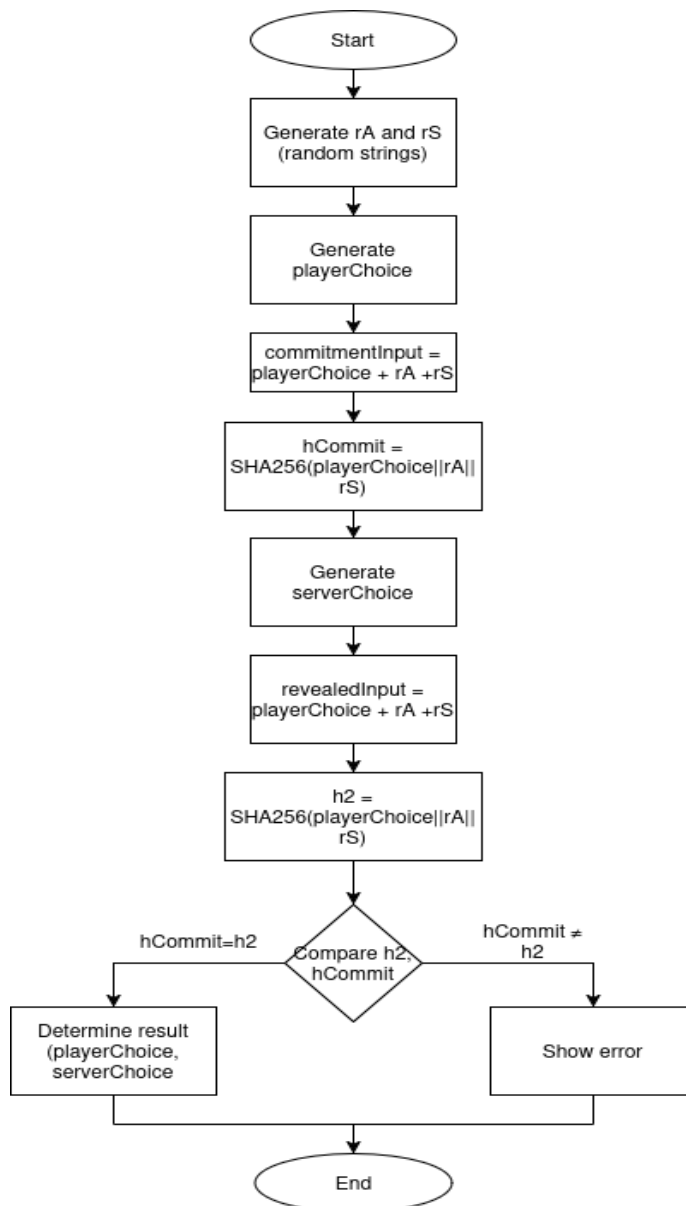 Start
Generate rA and rS
(random strings)
Generate
playerChoice
commitmentInput =
playerChoice + rA +rS
hCommit =
SHA256(playerChoice||rA||
rS)
Generate
serverChoice
revealedInput =
playerChoice + rA +rS
h2 =
SHA256(playerChoice||rA||
rS)
Compare h2,
hCommit
hCommit=h2
hCommit ≠
h2
Determine result
(playerChoice,
serverChoice
Show error
End